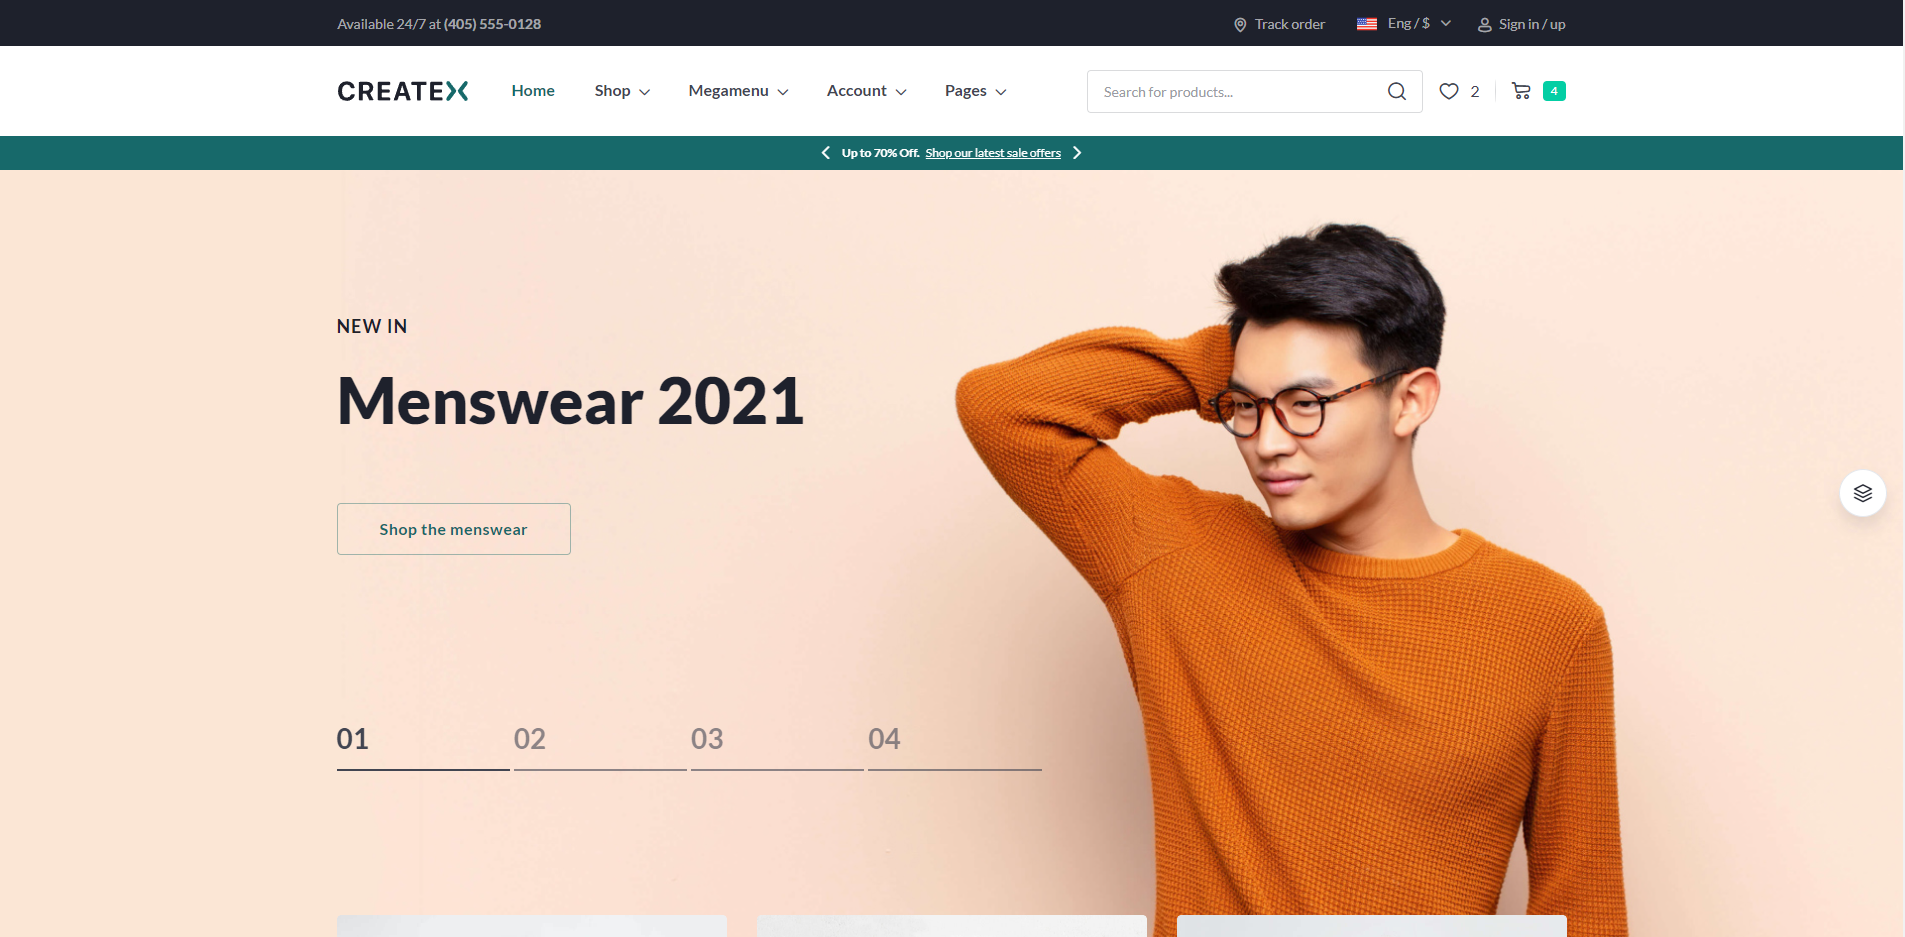 Available 24/7 at (405) 555-0128
Track order
Eng / $
Sign in / up
CREATEX
Home
Shop
Megamenu
Account
Pages
Search for products...
2
4
Up to 70% Off. Shop our latest sale offers
NEW IN
Menswear 2021
Shop the menswear
01
02
03
04